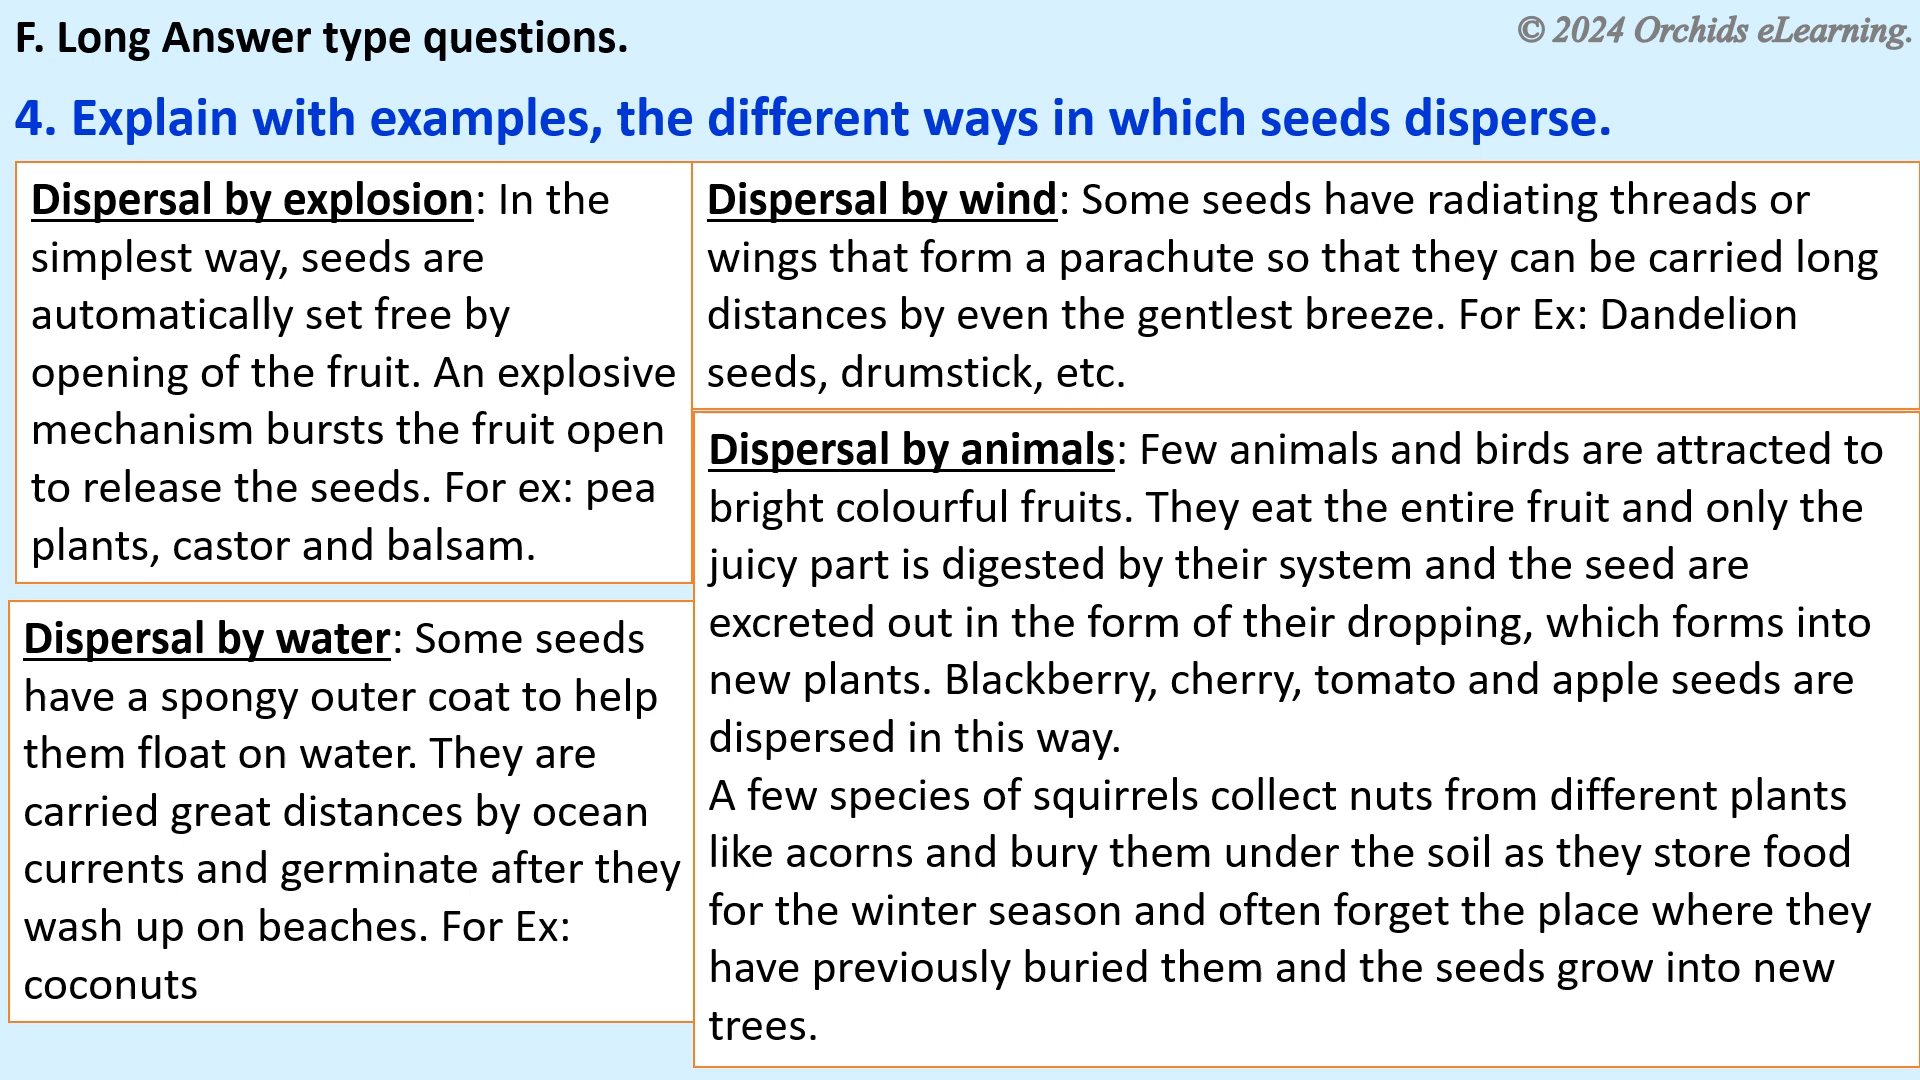 F. Long Answer type questions.
© 2024 Orchids eLearning.
4. Explain with examples, the different ways in which seeds disperse.
Dispersal by explosion: In the
simplest way, seeds are
automatically set free by
opening of the fruit. An explosive
mechanism bursts the fruit open
to release the seeds. For ex: pea
plants, castor and balsam.
Dispersal by water: Some seeds
have a spongy outer coat to help
them float on water. They are
carried great distances by ocean
currents and germinate after they
wash up on beaches. For Ex:
coconuts
Dispersal by wind: Some seeds have radiating threads or
wings that form a parachute so that they can be carried long
distances by even the gentlest breeze. For Ex: Dandelion
seeds, drumstick, etc.
Dispersal by animals: Few animals and birds are attracted to
bright colourful fruits. They eat the entire fruit and only the
juicy part is digested by their system and the seed are
excreted out in the form of their dropping, which forms into
new plants. Blackberry, cherry, tomato and apple seeds are
dispersed in this way.
A few species of squirrels collect nuts from different plants
like acorns and bury them under the soil as they store food
for the winter season and often forget the place where they
have previously buried them and the seeds grow into new
trees.